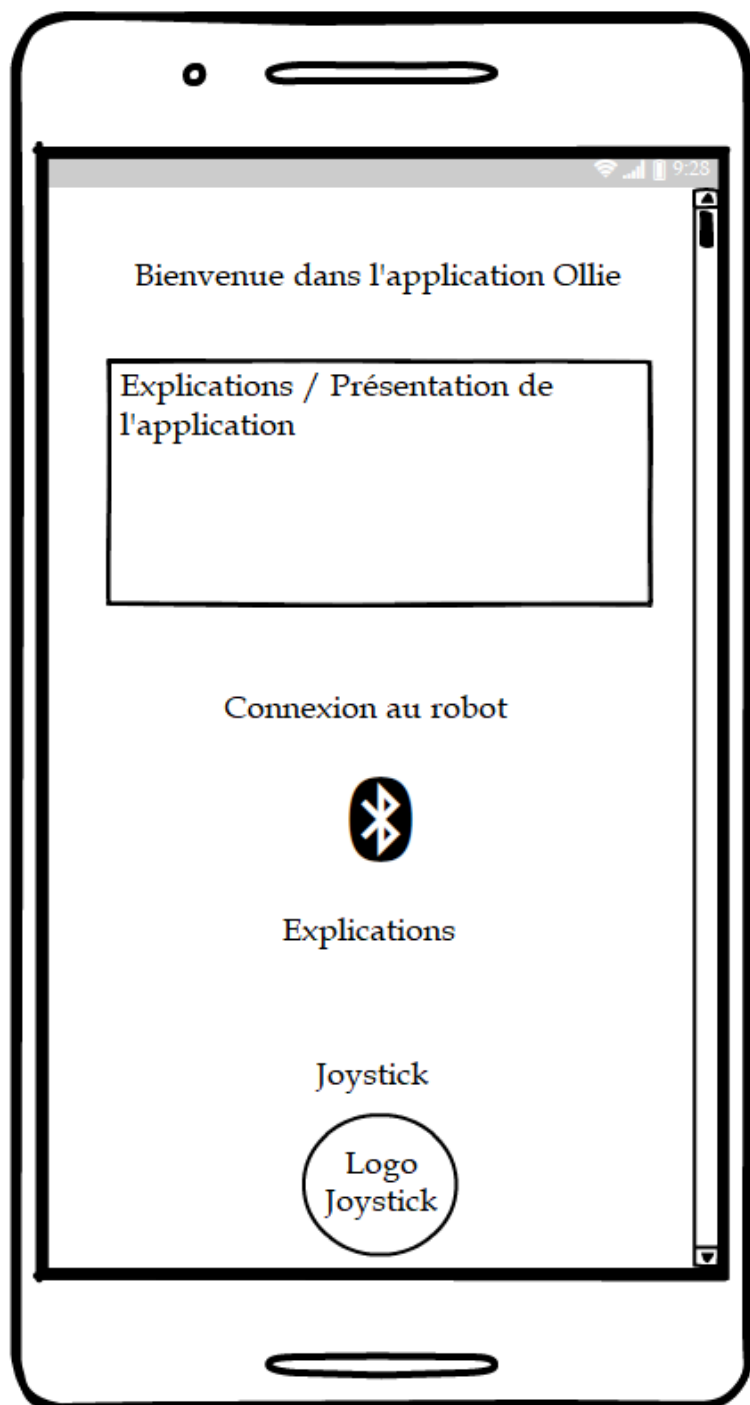 9:28
Bienvenue dans l'application Ollie
Explications / Présentation de
l'application
Connexion au robot
Explications
Joystick
Logo
Joystick